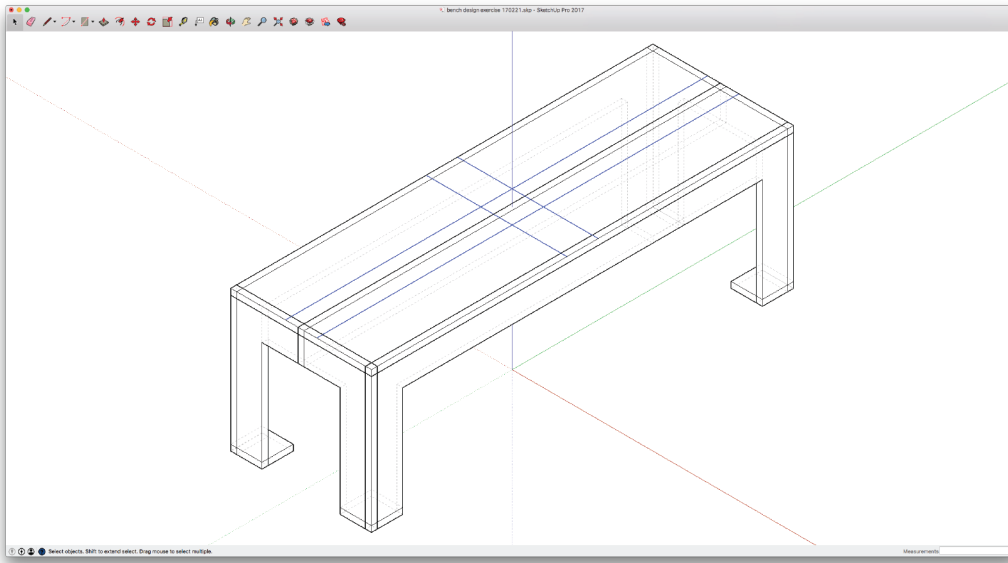 bench design exercise 170221.skp - SketchUp Pro 2017
Select objects. Shift to extend select. Drag mouse to select multiple.
Measurements